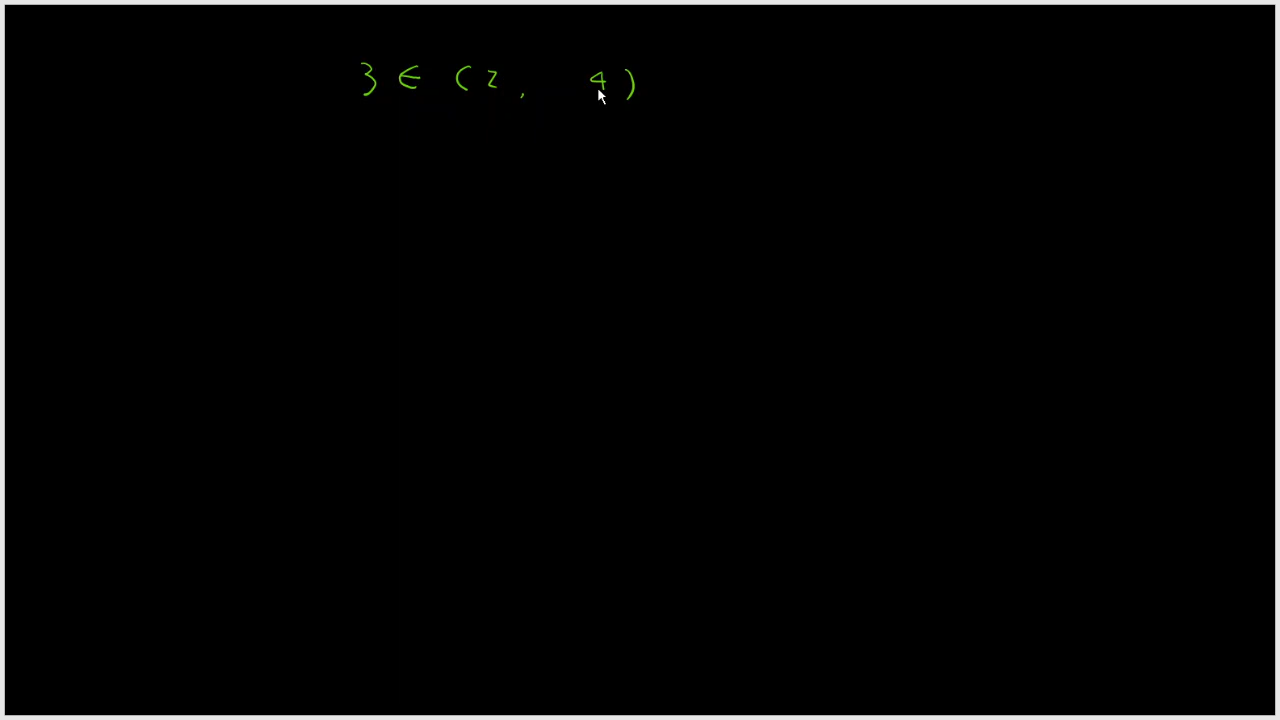 3 ∈ (2, 4)